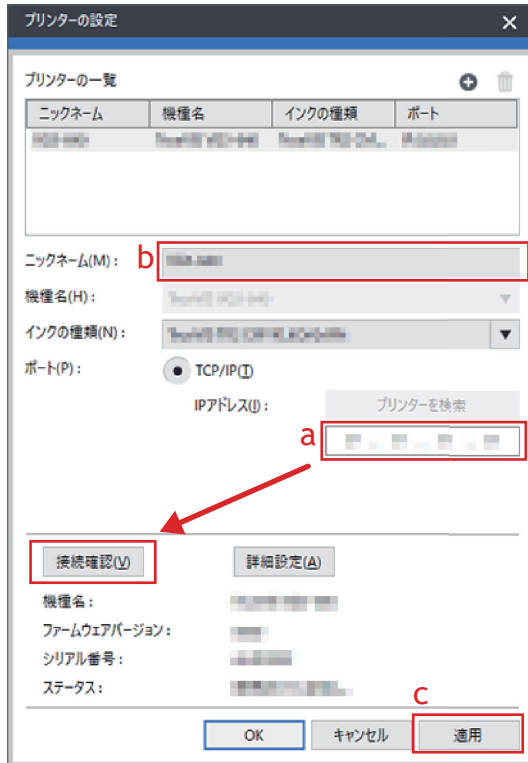 プリンターの設定
プリンターの一覧
ニックネーム 機種名 インクの種類 ポート
b
ニックネーム(M):
機種名(H):
インクの種類(N):
ポート(P): TCP/IP(T)
IPアドレス(I): プリンターを検索
a
接続確認(V) 詳細設定(A)
機種名:
ファームウェアバージョン:
シリアル番号:
ステータス:
c
OK キャンセル 適用